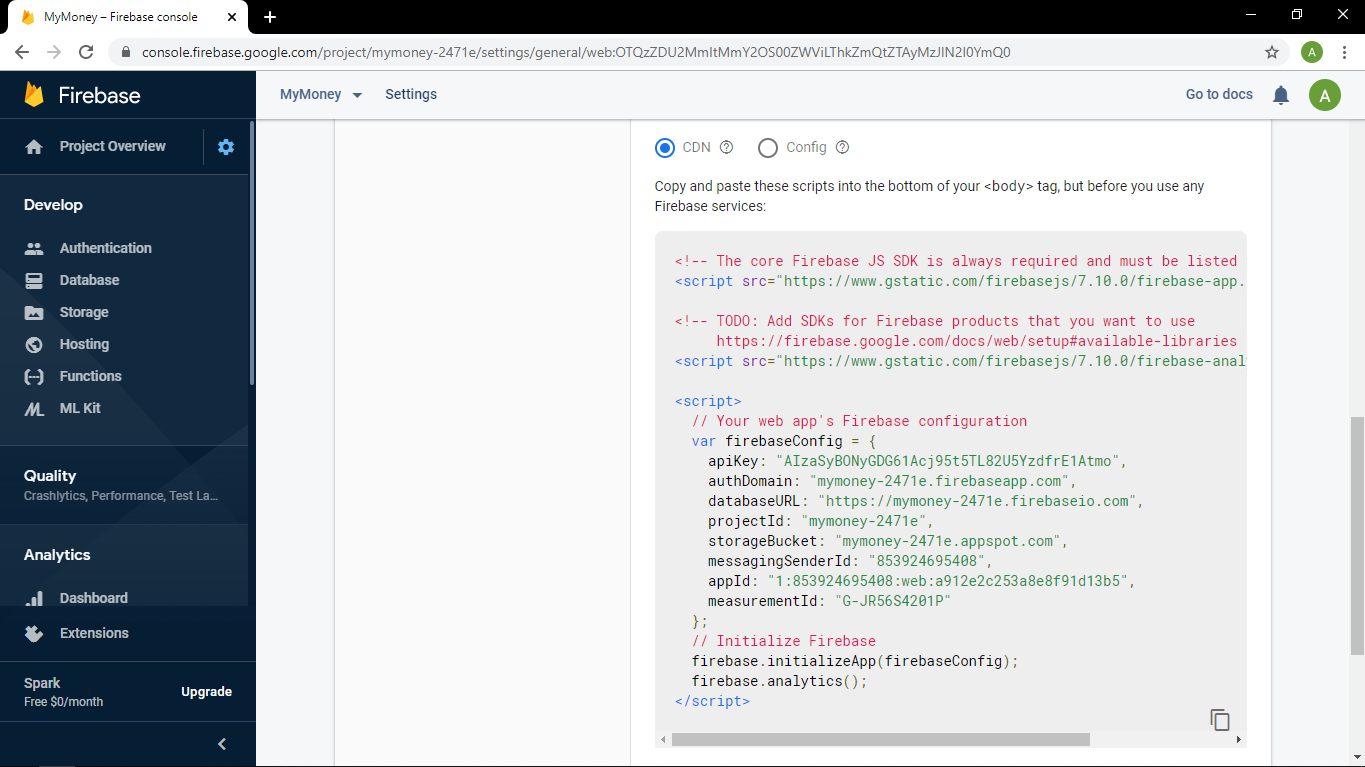 MyMoney – Firebase console
console.firebase.google.com/project/mymoney-2471e/settings/general/web:OTQzZDU2MmItMmY2OS00ZWViLThkZmQtZTAyMzJlN2I0YmQ0
A
Firebase
MyMoney
Settings
Go to docs
A
Project Overview
Develop
Authentication
Database
Storage
Hosting
Functions
ML Kit
Quality
Crashlytics, Performance, Test La...
Analytics
Dashboard
Extensions
Spark
Free $0/month
Upgrade
CDN
Config
Copy and paste these scripts into the bottom of your <body> tag, but before you use any
Firebase services:
<!-- The core Firebase JS SDK is always required and must be listed
<script src="https://www.gstatic.com/firebasejs/7.10.0/firebase-app.
<!-- TODO: Add SDKs for Firebase products that you want to use
https://firebase.google.com/docs/web/setup#available-libraries
<script src="https://www.gstatic.com/firebasejs/7.10.0/firebase-anal
<script>
// Your web app's Firebase configuration
var firebaseConfig = {
apiKey: "AIzaSyBONyGDG61Acj95t5TL82U5YzdfrE1Atmo",
authDomain: "mymoney-2471e.firebaseapp.com",
databaseURL: "https://mymoney-2471e.firebaseio.com",
projectId: "mymoney-2471e",
storageBucket: "mymoney-2471e.appspot.com",
messagingSenderId: "853924695408",
appId: "1:853924695408:web:a912e2c253a8e8f91d13b5",
measurementId: "G-JR56S4201P"
};
// Initialize Firebase
firebase.initializeApp(firebaseConfig);
firebase.analytics();
</script>